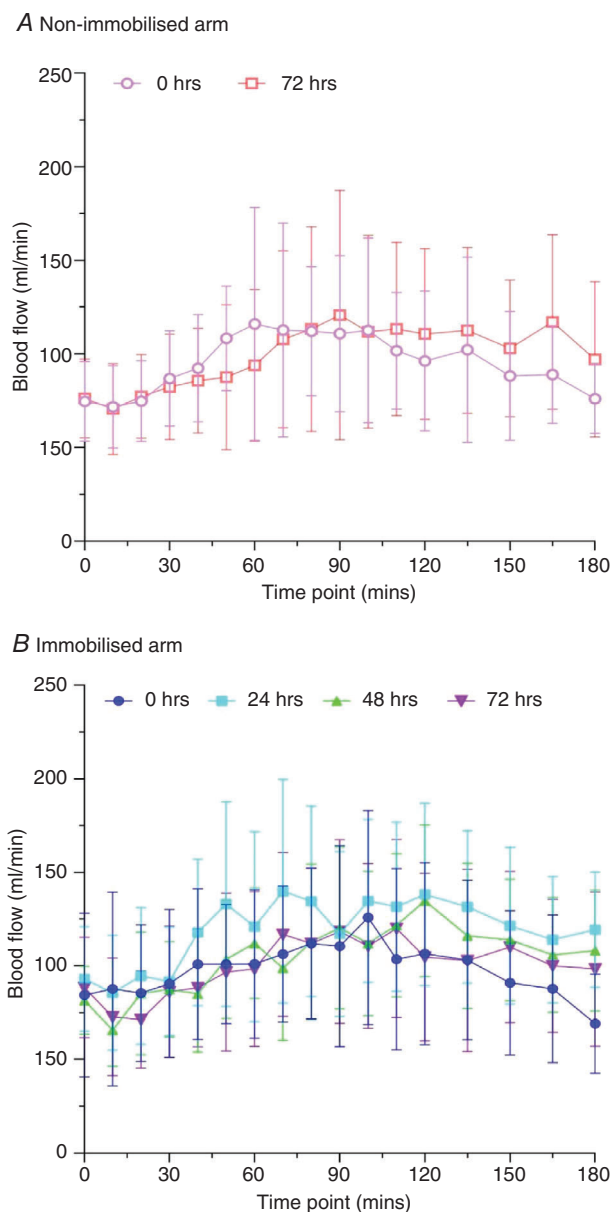 A Non-immobilised arm
250
0 hrs 72 hrs
200
150
100
150
0
Blood flow (ml/min)
0 30 60 90 120 150 180
Time point (mins)
B Immobilised arm
250
0 hrs 24 hrs 48 hrs 72 hrs
200
150
100
150
0
Blood flow (ml/min)
0 30 60 90 120 150 180
Time point (mins)